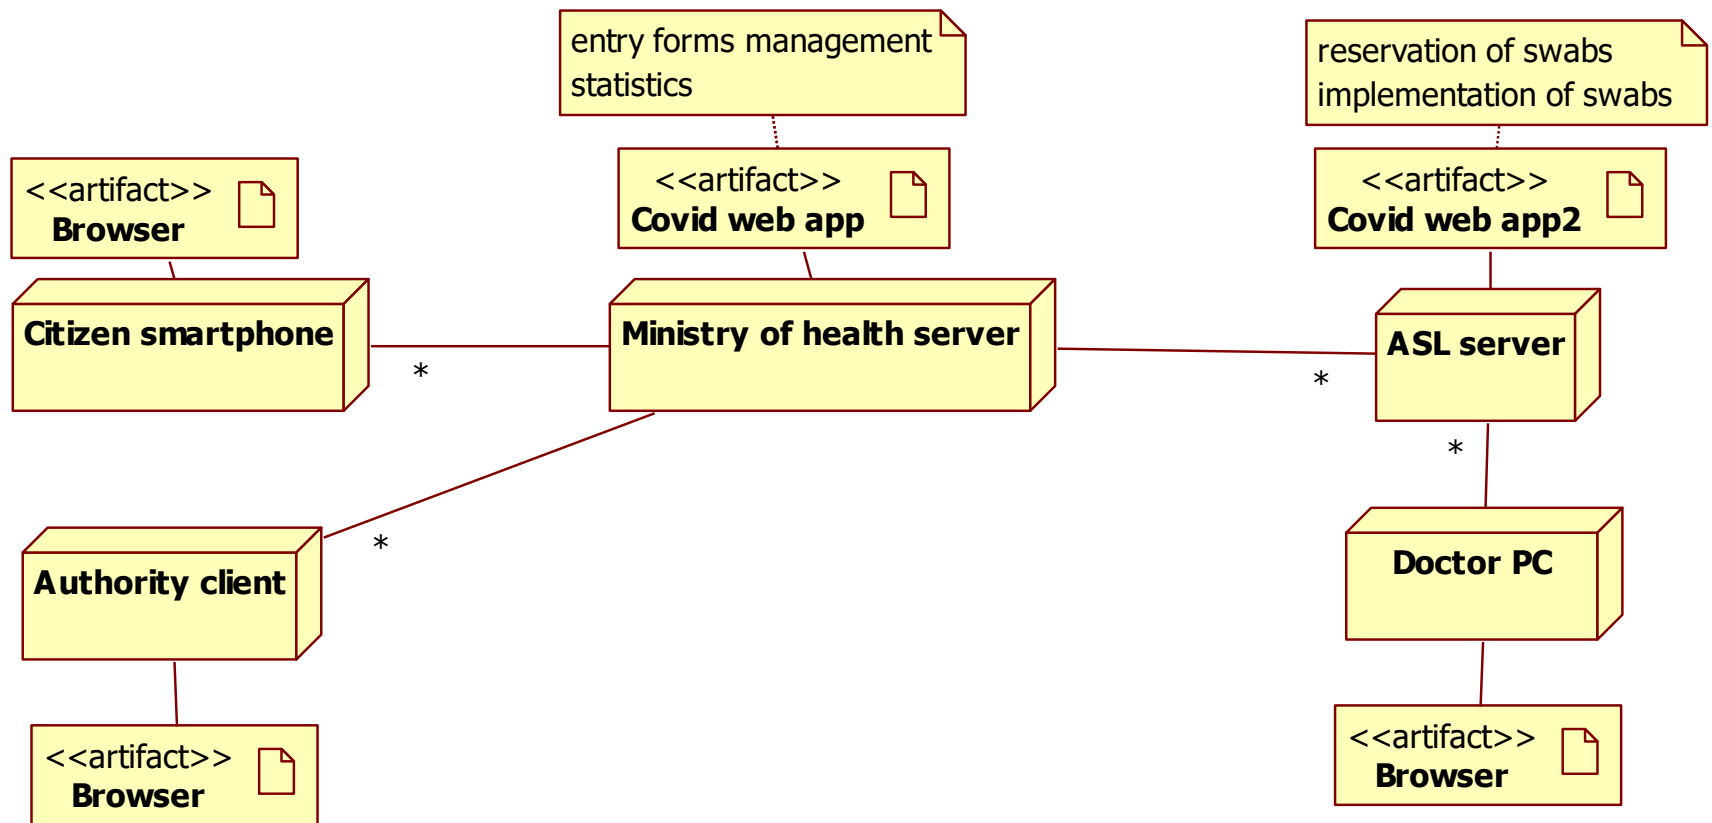 entry forms management
statistics
reservation of swabs
implementation of swabs
<<artifact>>
Browser
<<artifact>>
Covid web app
<<artifact>>
Covid web app2
Citizen smartphone
*
Ministry of health server
*
ASL server
*
*
Authority client
Doctor PC
<<artifact>>
Browser
<<artifact>>
Browser